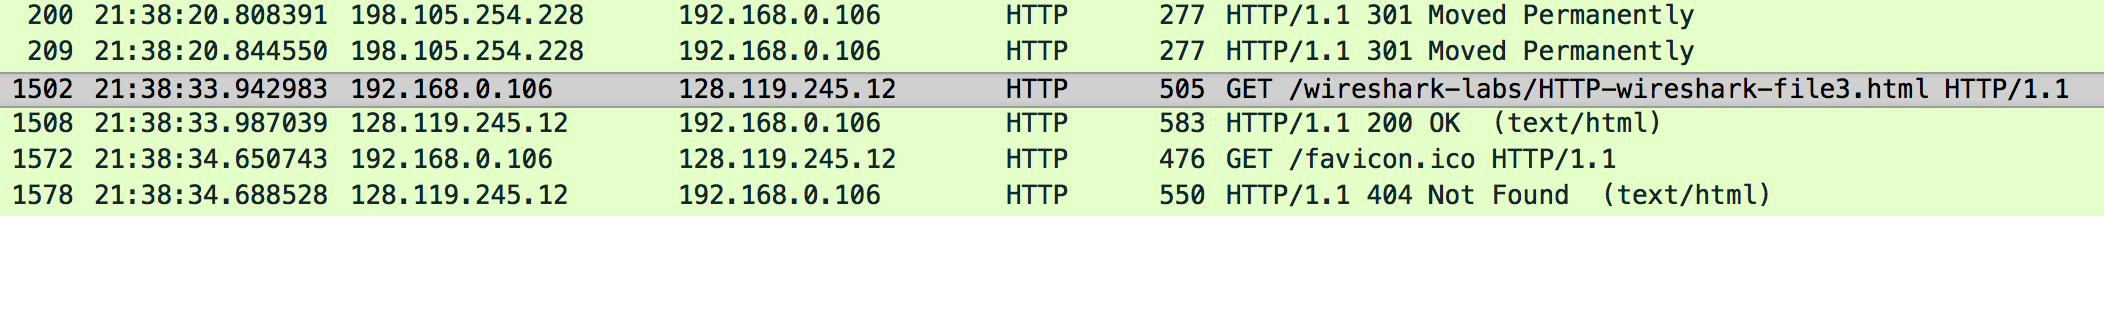 200 21:38:20.808391 198.105.254.228 192.168.0.106 HTTP 277 HTTP/1.1 301 Moved Permanently
209 21:38:20.844550 198.105.254.228 192.168.0.106 HTTP 277 HTTP/1.1 301 Moved Permanently
1502 21:38:33.942983 192.168.0.106 128.119.245.12 HTTP 505 GET /wireshark-labs/HTTP-wireshark-file3.html HTTP/1.1
1508 21:38:33.987039 128.119.245.12 192.168.0.106 HTTP 583 HTTP/1.1 200 OK (text/html)
1572 21:38:34.650743 192.168.0.106 128.119.245.12 HTTP 476 GET /favicon.ico HTTP/1.1
1578 21:38:34.688528 128.119.245.12 192.168.0.106 HTTP 550 HTTP/1.1 404 Not Found (text/html)